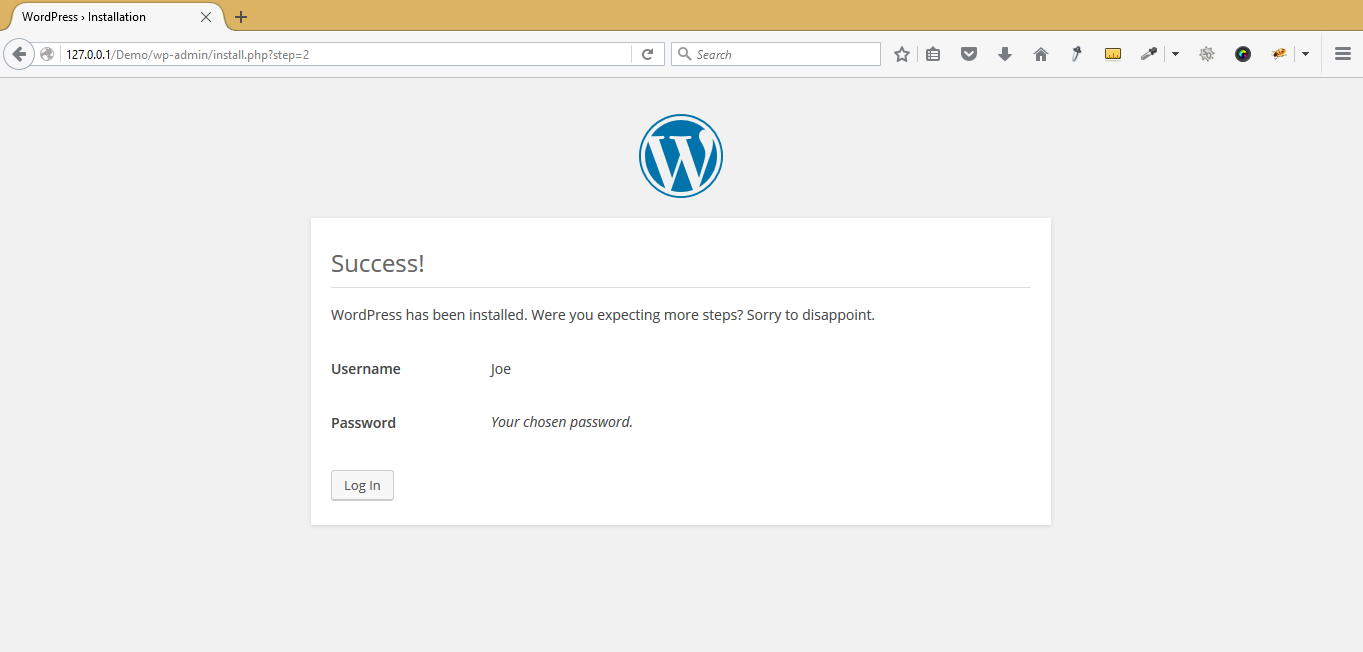 WordPress › Installation
127.0.0.1/Demo/wp-admin/install.php?step=2
Search
Success!
WordPress has been installed. Were you expecting more steps? Sorry to disappoint.
Username Joe
Password Your chosen password.
Log In